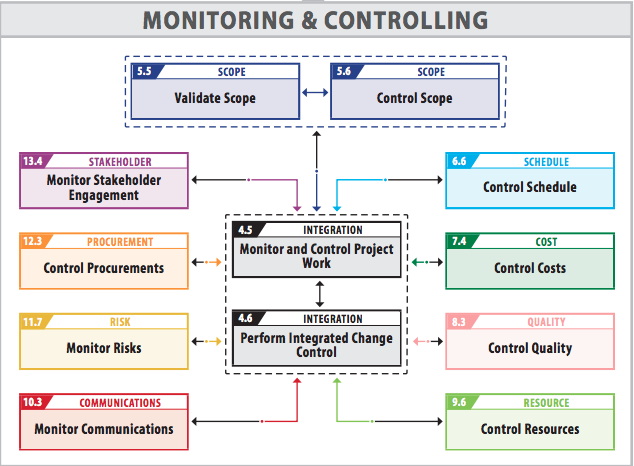 MONITORING & CONTROLLING
5.5 SCOPE
Validate Scope
5.6 SCOPE
Control Scope
13.4 STAKEHOLDER
Monitor Stakeholder
Engagement
6.6 SCHEDULE
Control Schedule
4.5 INTEGRATION
Monitor and Control Project
Work
12.3 PROCUREMENT
Control Procurements
7.4 COST
Control Costs
4.6 INTEGRATION
Perform Integrated Change
Control
11.7 RISK
Monitor Risks
8.3 QUALITY
Control Quality
10.3 COMMUNICATIONS
Monitor Communications
9.6 RESOURCE
Control Resources